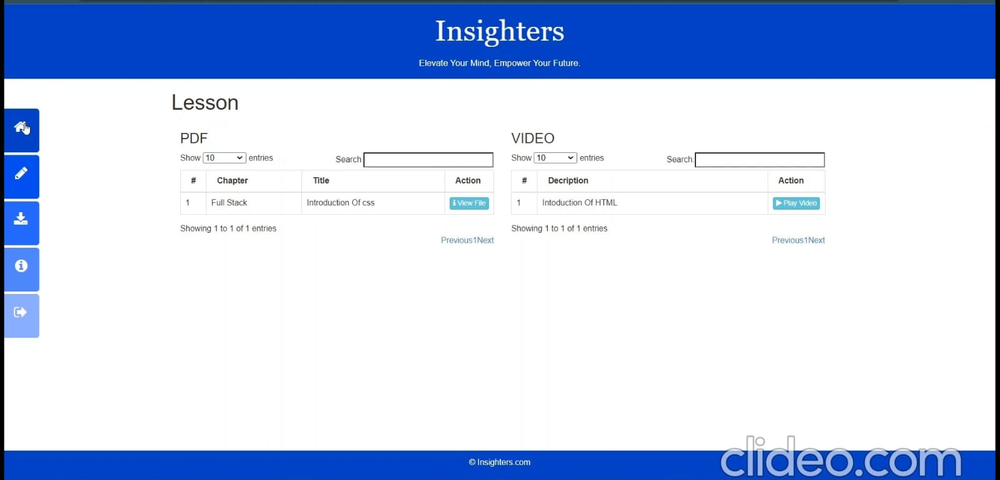 Insighters
Elevate Your Mind, Empower Your Future.
Lesson
PDF
Show 10 entries
Search:
# Chapter Title Action
1 Full Stack Introduction Of css View File
Showing 1 to 1 of 1 entries
Previous1Next
VIDEO
Show 10 entries
Search:
# Decription Action
1 Intoduction Of HTML Play Video
Showing 1 to 1 of 1 entries
Previous1Next
© Insighters.com
clideo.com